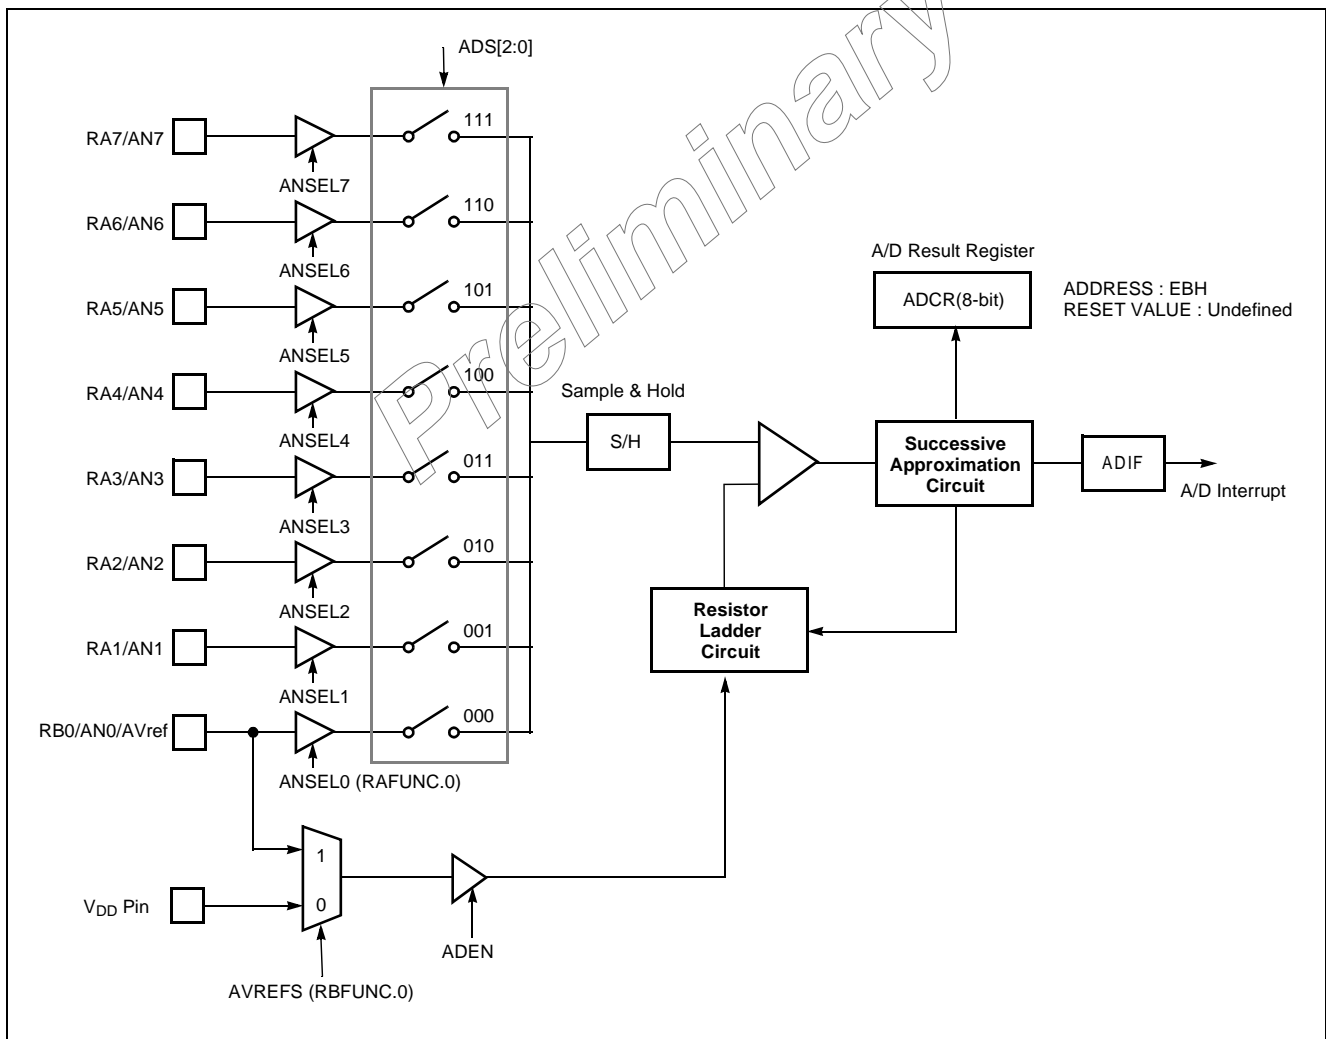 Preliminary
ADS[2:0]
RA7/AN7
111
ANSEL7
RA6/AN6
110
ANSEL6
RA5/AN5
101
ANSEL5
RA4/AN4
100
ANSEL4
RA3/AN3
011
ANSEL3
RA2/AN2
010
ANSEL2
RA1/AN1
001
ANSEL1
RB0/AN0/AVref
000
ANSEL0 (RAFUNC.0)
1
0
VDD Pin
ADEN
AVREFS (RBFUNC.0)
Sample & Hold
S/H
A/D Result Register
ADCR(8-bit)
ADDRESS : EBH
RESET VALUE : Undefined
Successive
Approximation
Circuit
ADIF
A/D Interrupt
Resistor
Ladder
Circuit